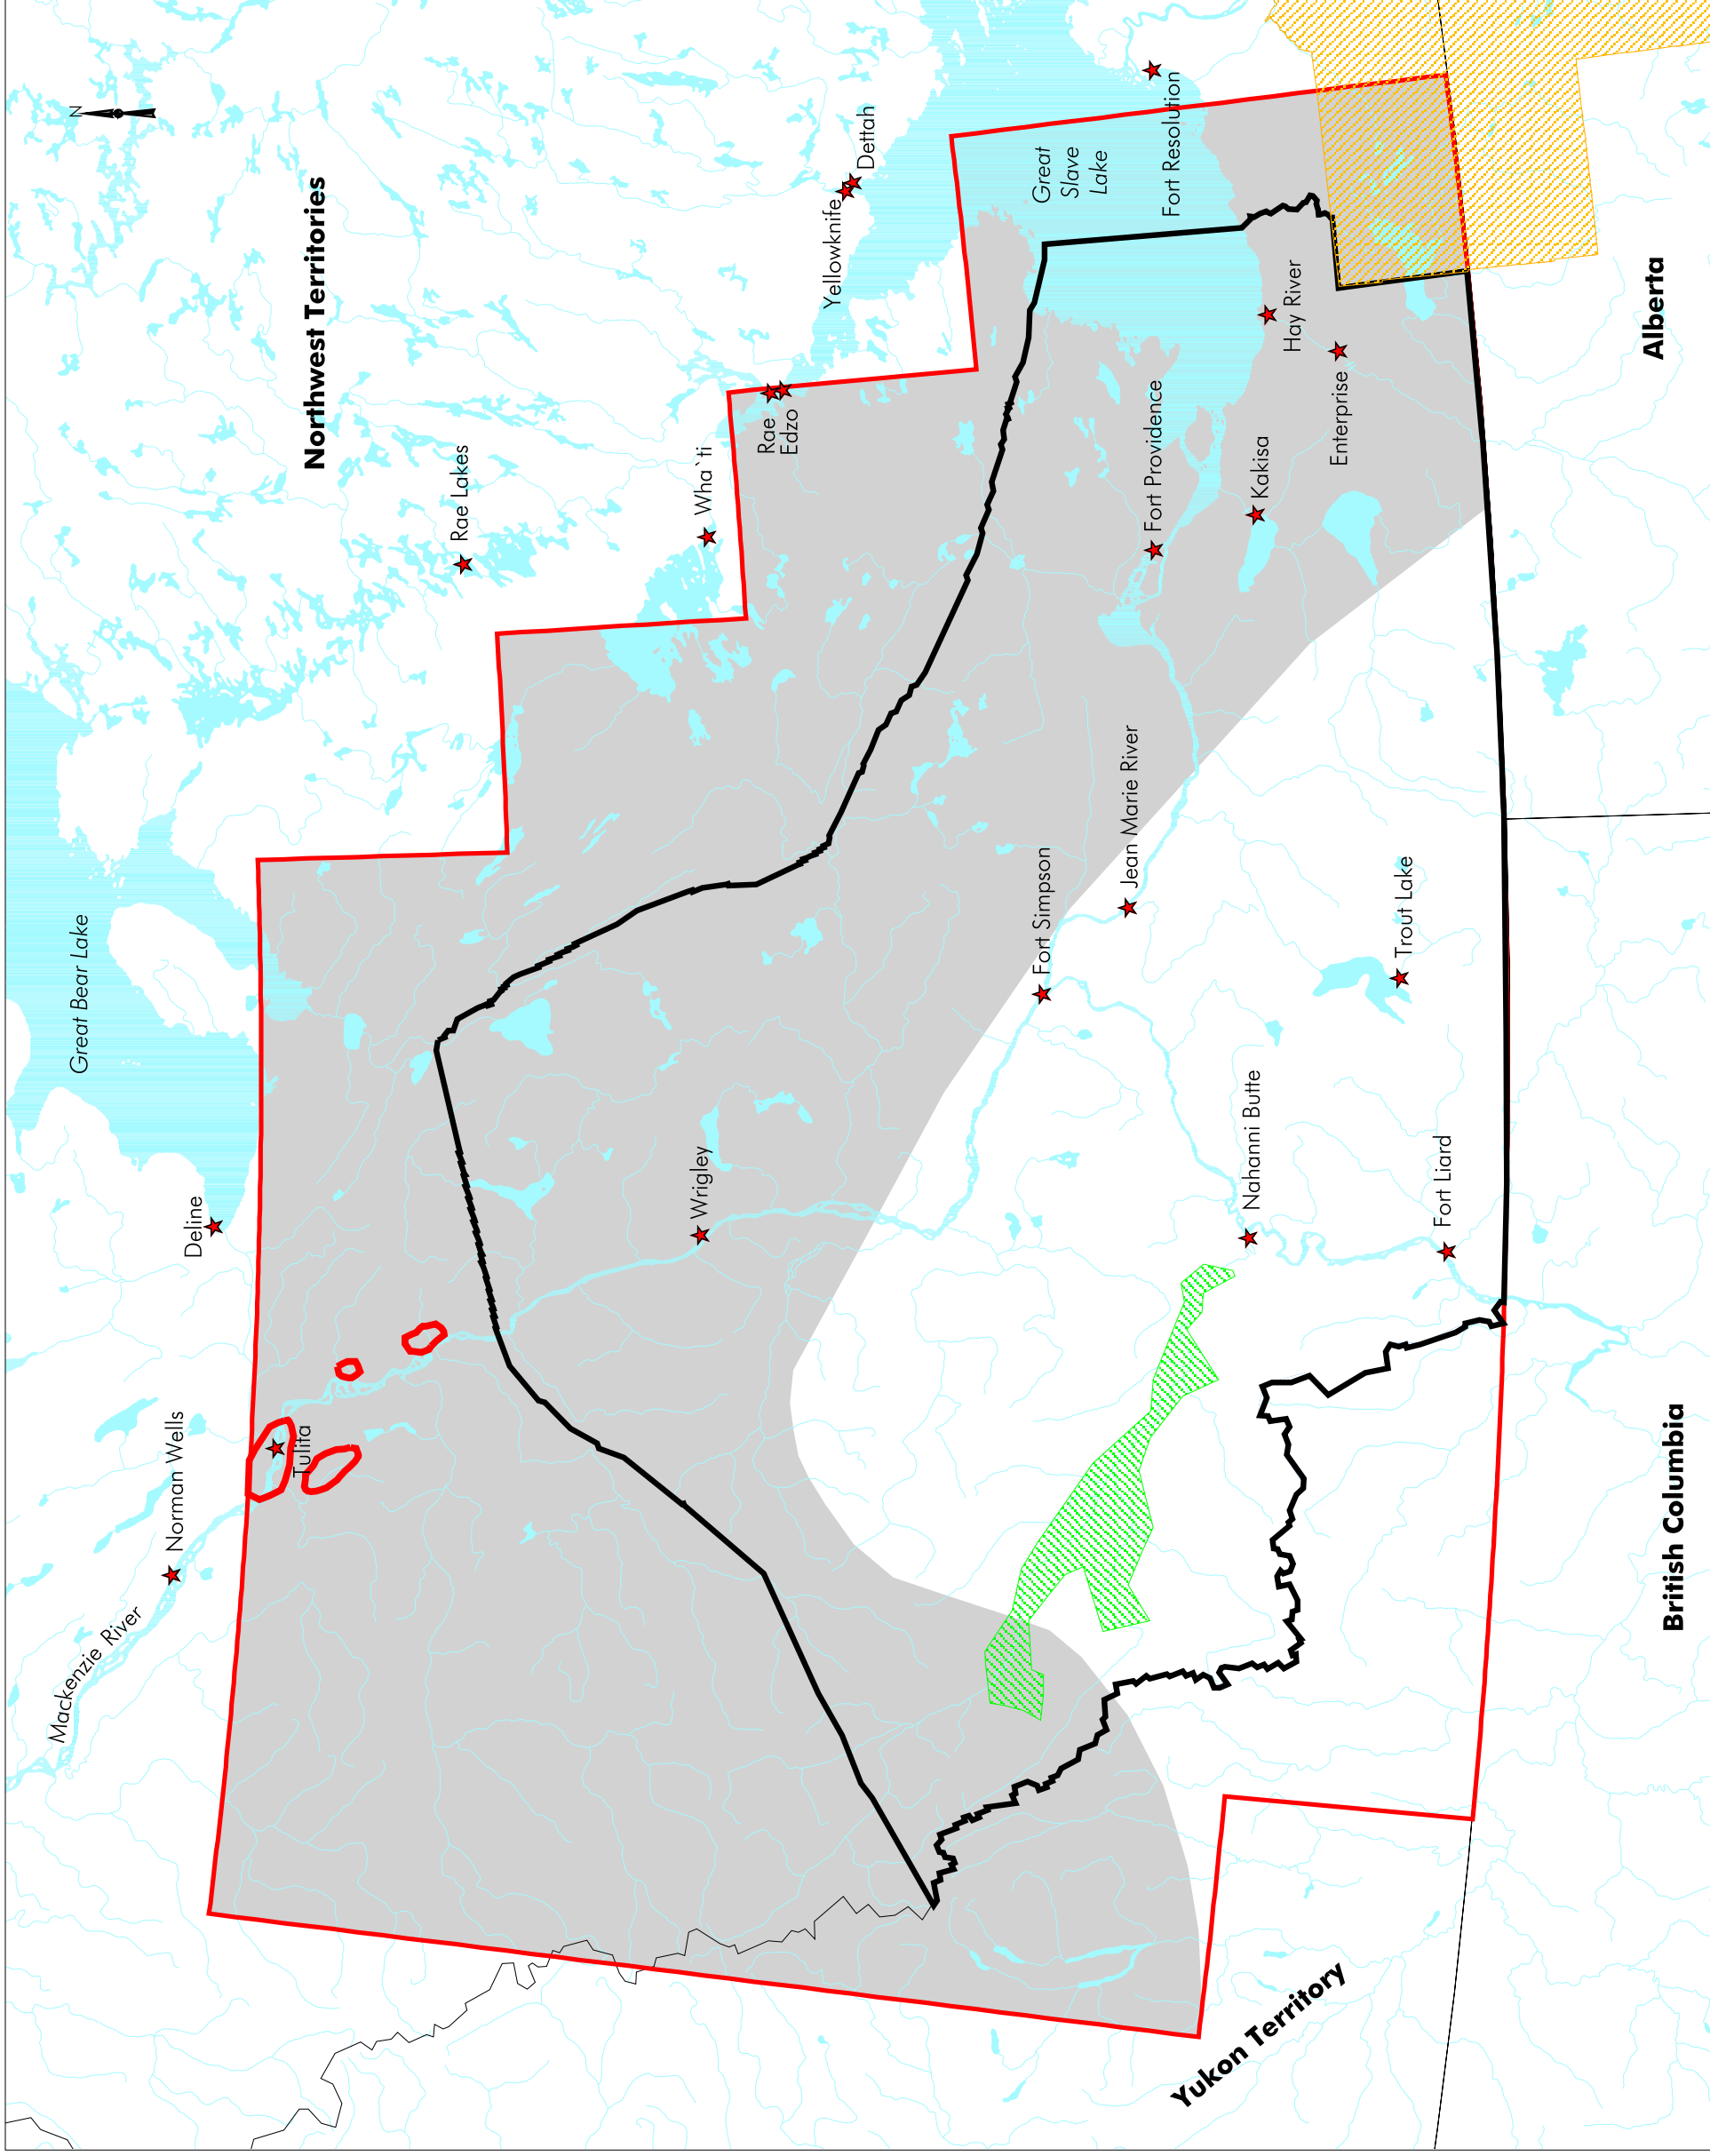 N
Northwest Territories
Great Bear Lake
Deline
Norman Wells
Mackenzie River
Tulita
Rae Lakes
Wha`ti
Rae
Edzo
Yellowknife
Dettah
Great
Slave
Lake
Fort Resolution
Hay River
Enterprise
Kakisa
Fort Providence
Jean Marie River
Fort Simpson
Wrigley
Trout Lake
Nahanni Butte
Fort Liard
Alberta
British Columbia
Yukon Territory